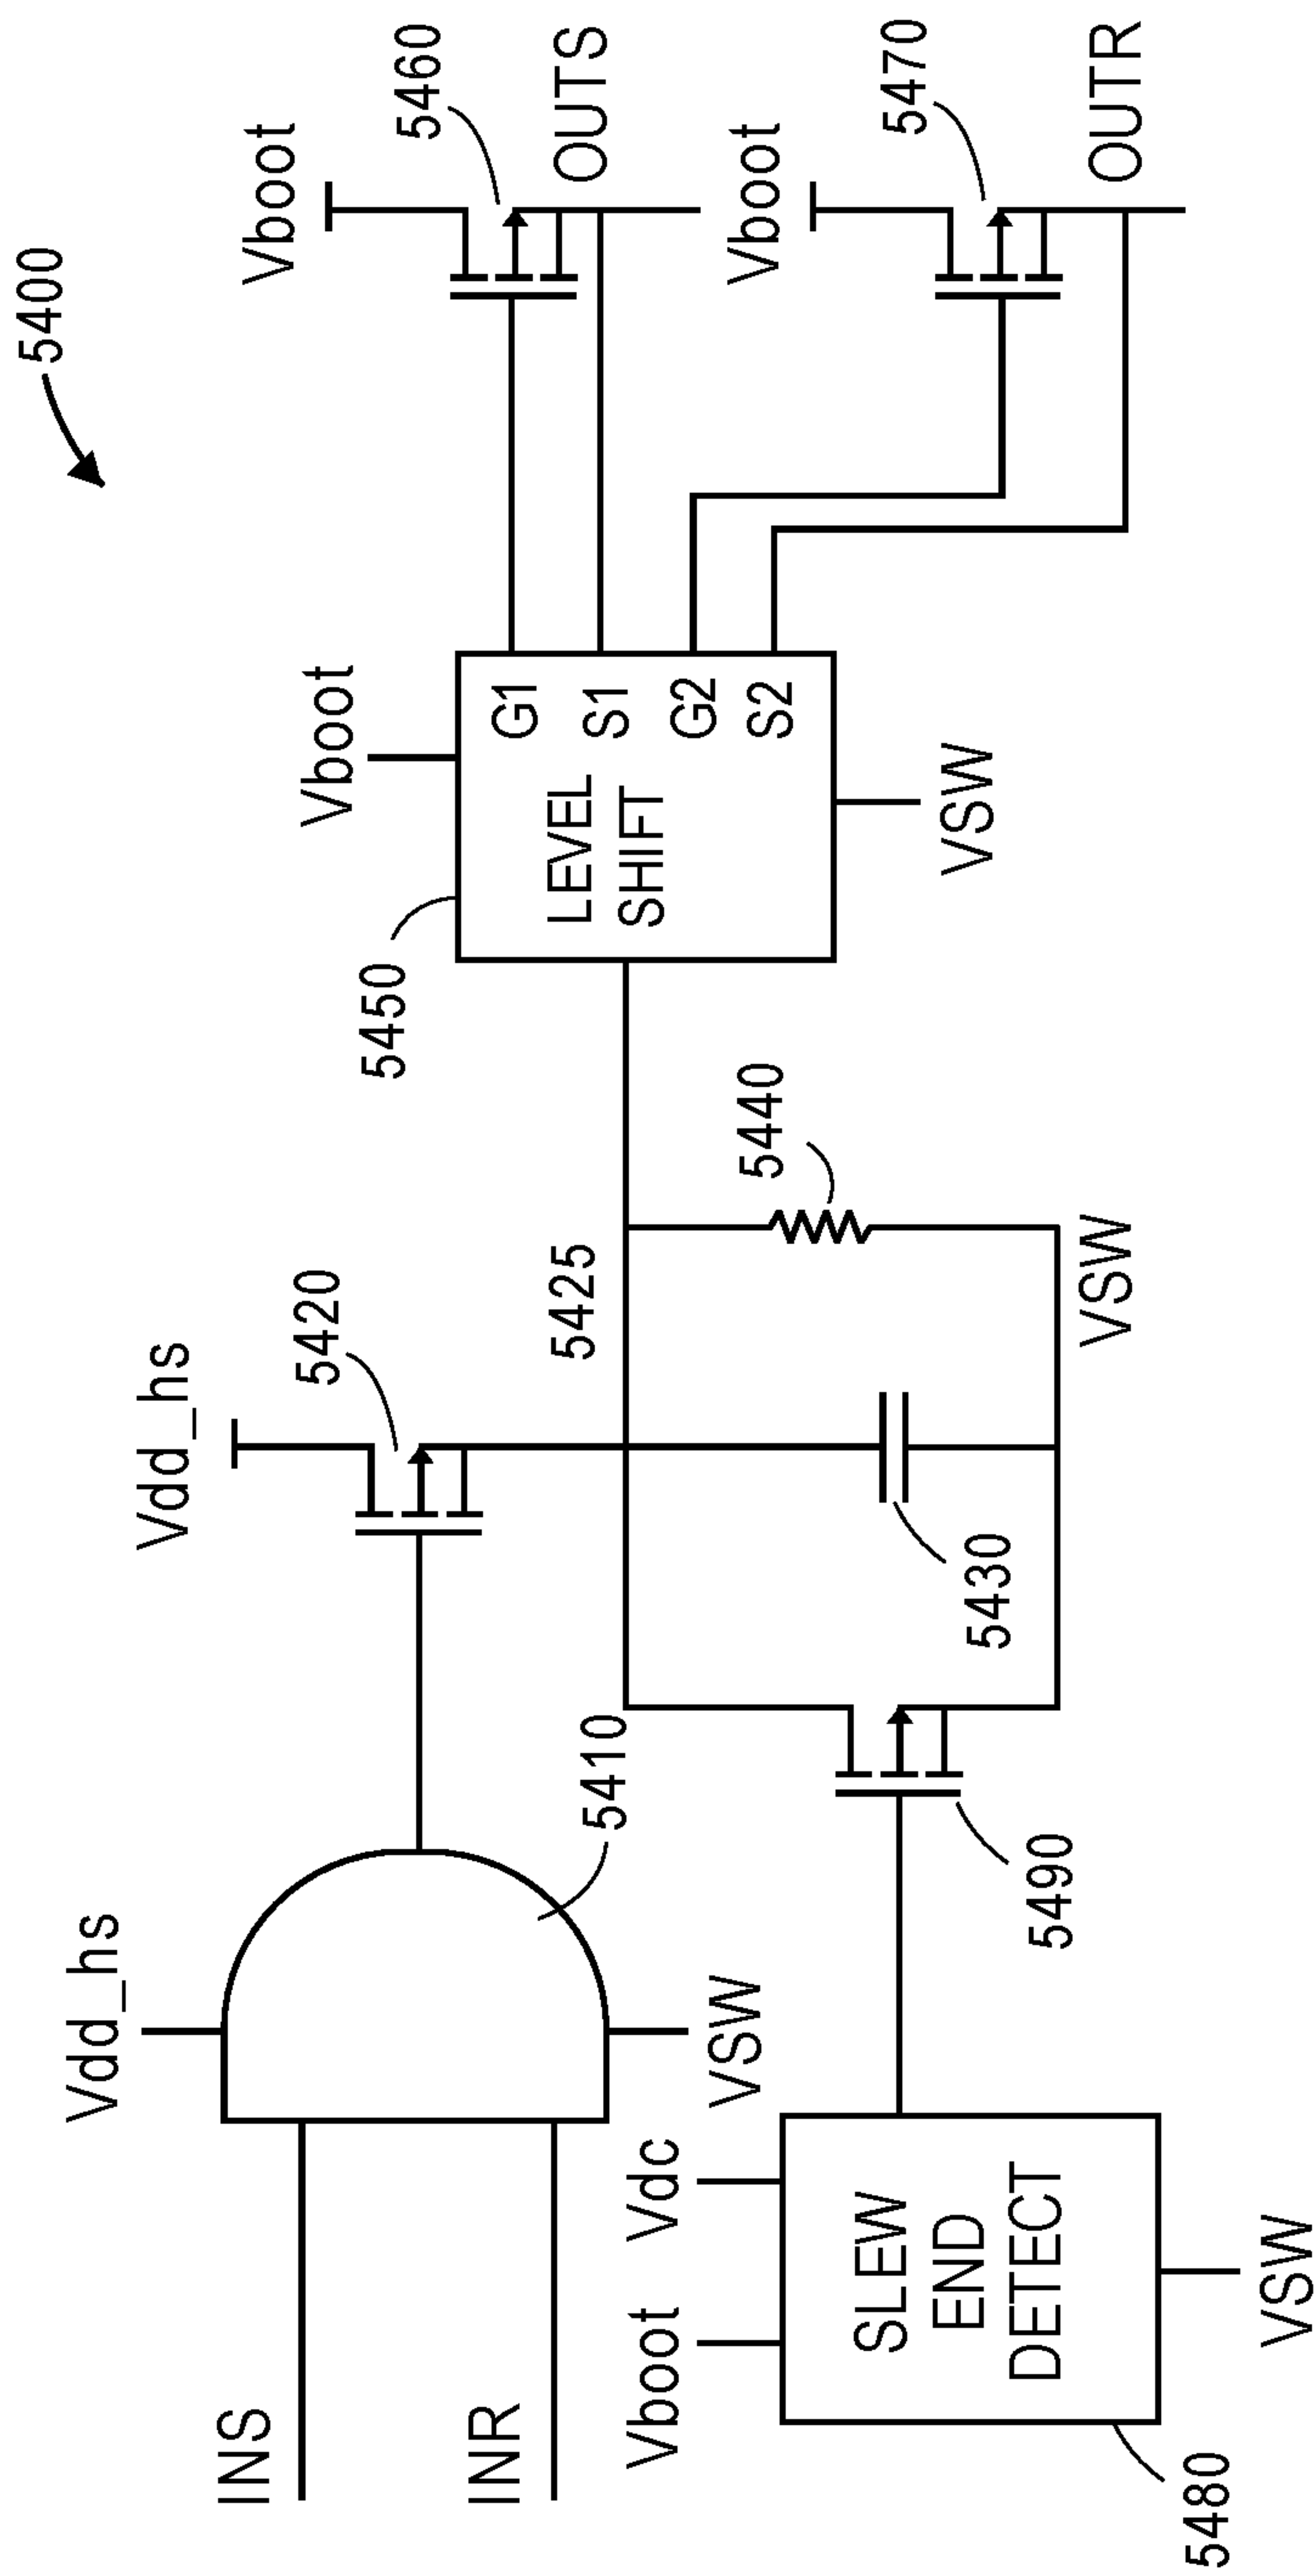 5400
Vboot
5460
OUTS
Vboot
5470
OUTR
Vboot
5450
LEVEL
SHIFT
G1
S1
G2
S2
VSW
Vdd_hs
5420
5425
5440
5430
VSW
5490
Vdd_hs
5410
VSW
INS
INR
Vboot
Vdc
SLEW
END
DETECT
VSW
5480